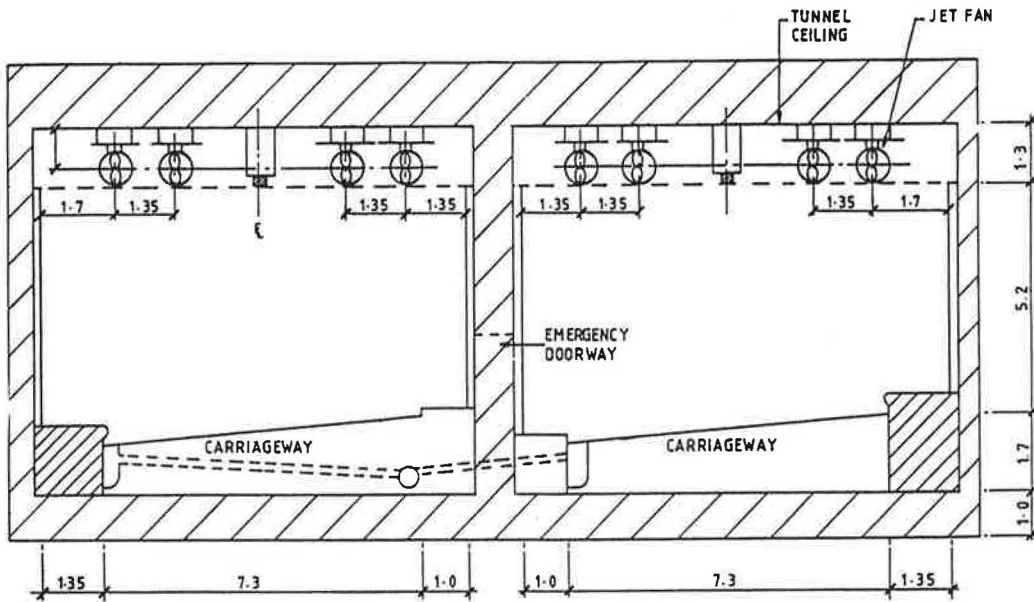 TUNNEL
CEILING
JET FAN
1·3
1·7
1·35
1·35
1·35
1·35
1·35
1·35
1·7
℄
5.2
EMERGENCY
DOORWAY
CARRIAGEWAY
CARRIAGEWAY
1·7
1·0
1·35
7.3
1·0
1·0
7.3
1·35